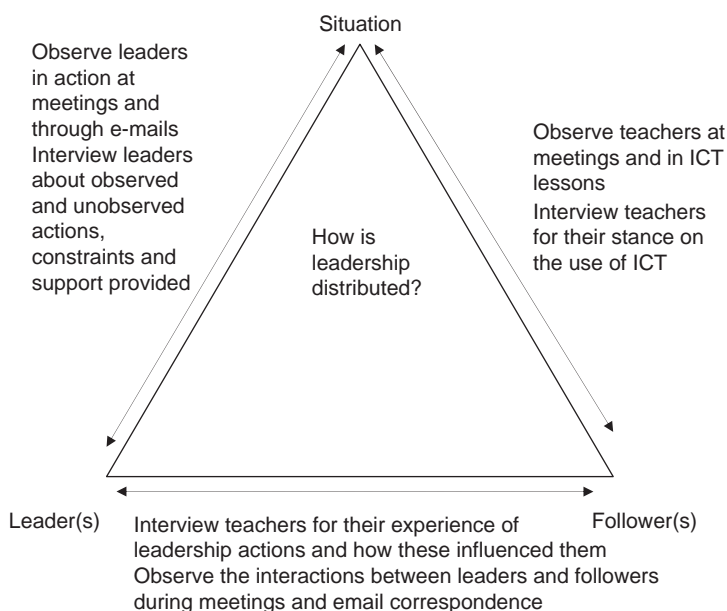 Situation
Observe leaders
in action at
meetings and
through e-mails
Interview leaders
about observed
and unobserved
actions,
constraints and
support provided
Observe teachers at
meetings and in ICT
lessons
Interview teachers
for their stance on
the use of ICT
How is
leadership
distributed?
Leader(s)
Follower(s)
Interview teachers for their experience of
leadership actions and how these influenced them
Observe the interactions between leaders and followers
during meetings and email correspondence